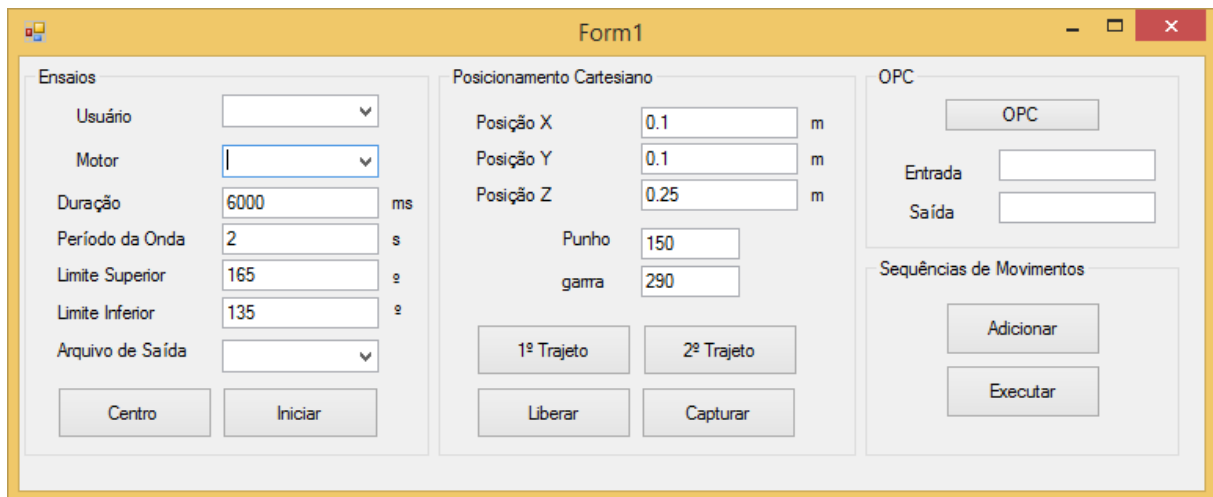 Form1
Ensaios
Usuário
Motor
Duração 6000 ms
Período da Onda 2 s
Limite Superior 165 º
Limite Inferior 135 º
Arquivo de Saída
Centro Iniciar
Posicionamento Cartesiano
Posição X 0.1 m
Posição Y 0.1 m
Posição Z 0.25 m
Punho 150
garra 290
1º Trajeto 2º Trajeto
Liberar Capturar
OPC
OPC
Entrada
Saída
Sequências de Movimentos
Adicionar
Executar